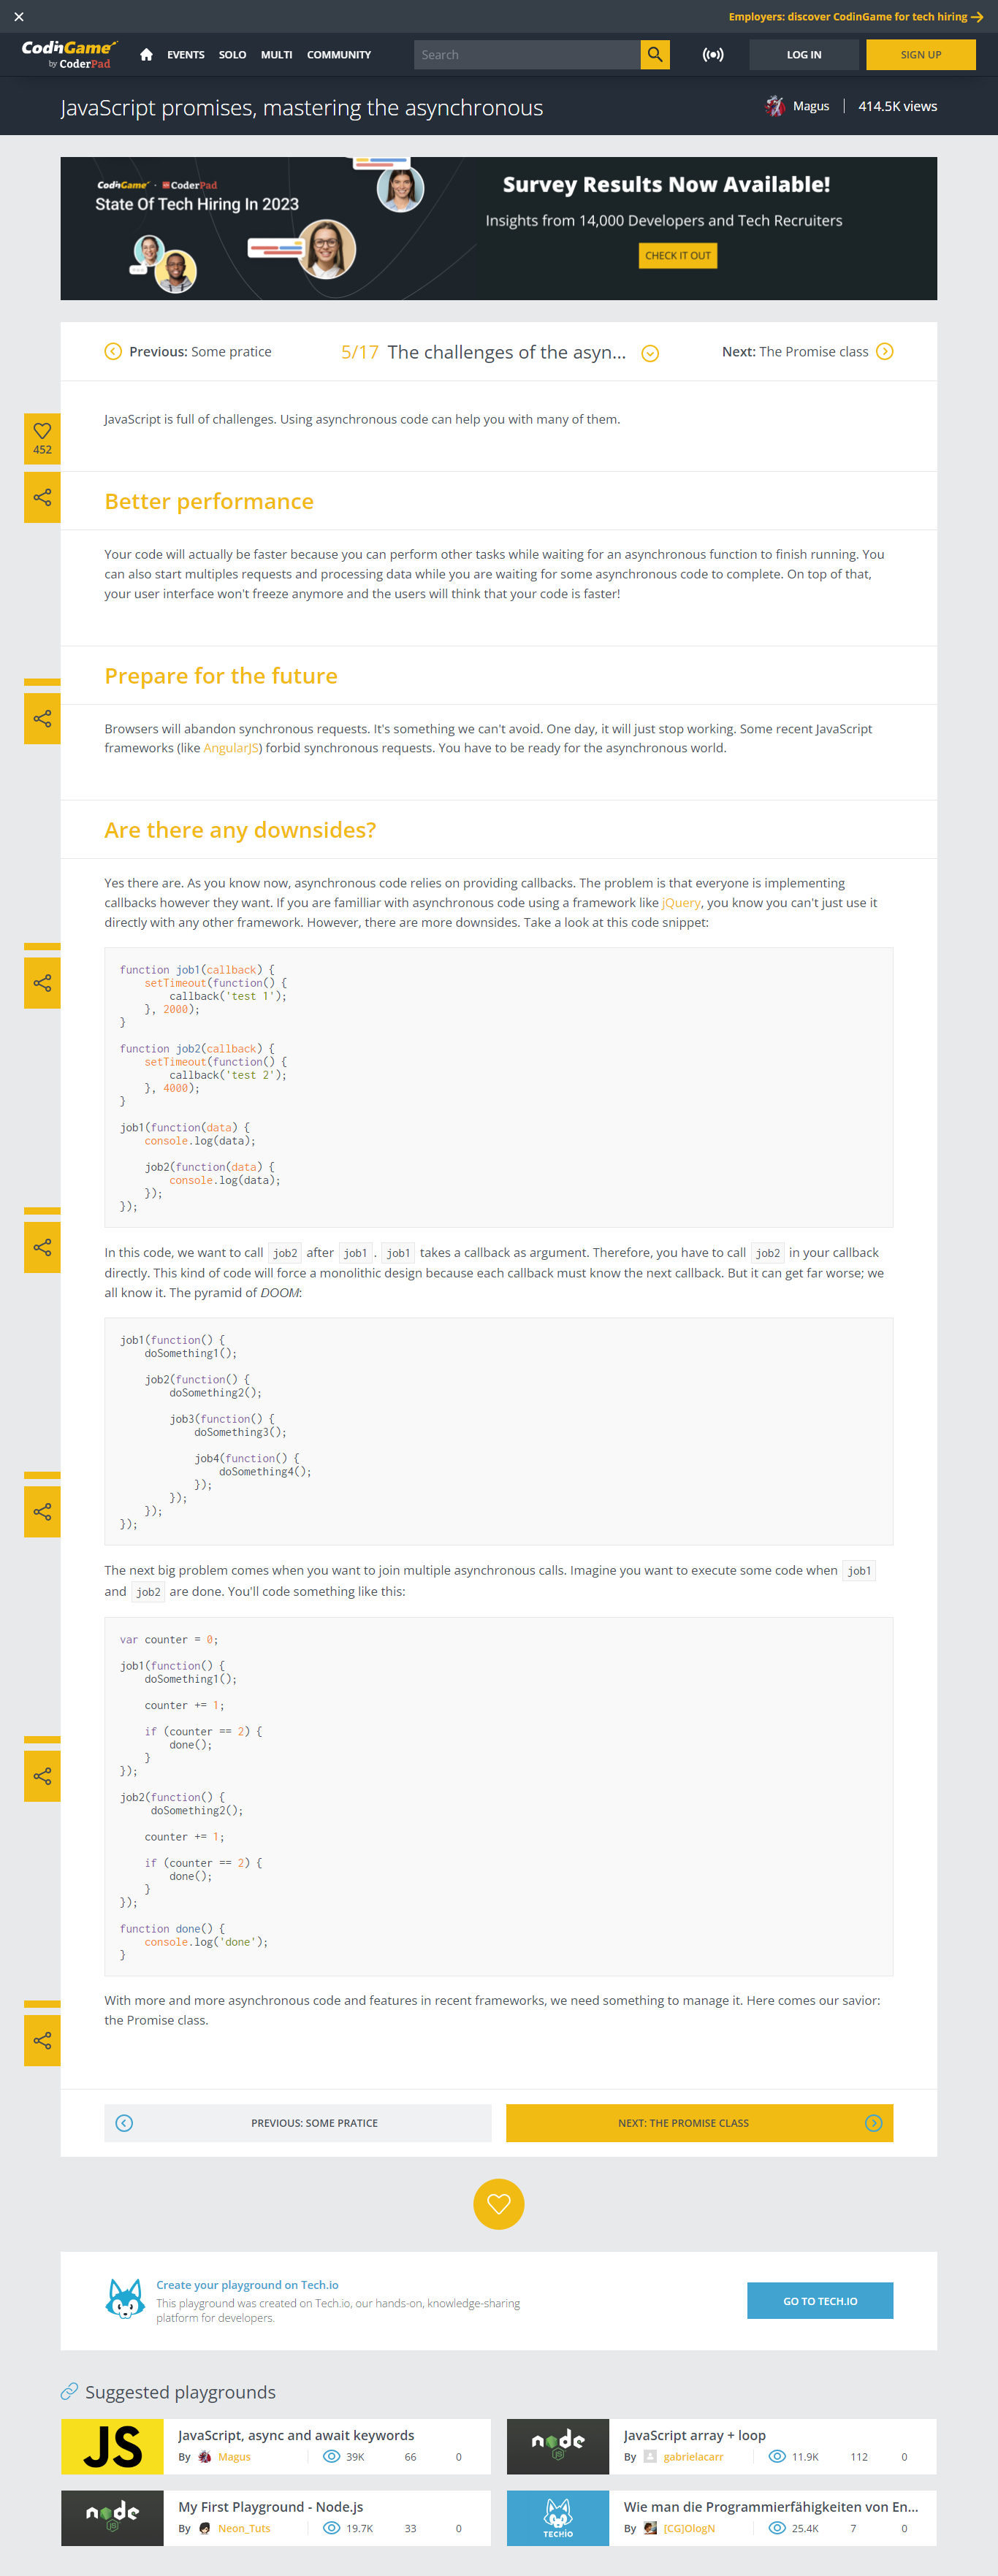 Employers: discover CodinGame for tech hiring
CodinGame
by CoderPad
EVENTS SOLO MULTI COMMUNITY
Search
LOG IN
SIGN UP
JavaScript promises, mastering the asynchronous
Magus
414.5K views
CodinGame · CoderPad
State Of Tech Hiring In 2023
Survey Results Now Available!
Insights from 14,000 Developers and Tech Recruiters
CHECK IT OUT
Previous: Some pratice
5/17 The challenges of the asyn...
Next: The Promise class
452
JavaScript is full of challenges. Using asynchronous code can help you with many of them.
Better performance
Your code will actually be faster because you can perform other tasks while waiting for an asynchronous function to finish running. You
can also start multiples requests and processing data while you are waiting for some asynchronous code to complete. On top of that,
your user interface won't freeze anymore and the users will think that your code is faster!
Prepare for the future
Browsers will abandon synchronous requests. It's something we can't avoid. One day, it will just stop working. Some recent JavaScript
frameworks (like AngularJS) forbid synchronous requests. You have to be ready for the asynchronous world.
Are there any downsides?
Yes there are. As you know now, asynchronous code relies on providing callbacks. The problem is that everyone is implementing
callbacks however they want. If you are familliar with asynchronous code using a framework like jQuery, you know you can't just use it
directly with any other framework. However, there are more downsides. Take a look at this code snippet:
function job1(callback) {
    setTimeout(function() {
        callback('test 1');
    }, 2000);
}
function job2(callback) {
    setTimeout(function() {
        callback('test 2');
    }, 4000);
}
job1(function(data) {
    console.log(data);
    job2(function(data) {
        console.log(data);
    });
});
In this code, we want to call job2 after job1 . job1 takes a callback as argument. Therefore, you have to call job2 in your callback
directly. This kind of code will force a monolithic design because each callback must know the next callback. But it can get far worse; we
all know it. The pyramid of DOOM:
job1(function() {
    doSomething1();
    job2(function() {
        doSomething2();
        job3(function() {
            doSomething3();
            job4(function() {
                doSomething4();
            });
        });
    });
});
The next big problem comes when you want to join multiple asynchronous calls. Imagine you want to execute some code when job1
and job2 are done. You'll code something like this:
var counter = 0;
job1(function() {
    doSomething1();
    counter += 1;
    if (counter == 2) {
        done();
    }
});
job2(function() {
     doSomething2();
    counter += 1;
    if (counter == 2) {
        done();
    }
});
function done() {
    console.log('done');
}
With more and more asynchronous code and features in recent frameworks, we need something to manage it. Here comes our savior:
the Promise class.
PREVIOUS: SOME PRATICE
NEXT: THE PROMISE CLASS
Create your playground on Tech.io
This playground was created on Tech.io, our hands-on, knowledge-sharing
platform for developers.
GO TO TECH.IO
Suggested playgrounds
JS
JavaScript, async and await keywords
By Magus 39K 66 0
node
JS
JavaScript array + loop
By gabrielacarr 11.9K 112 0
node
JS
My First Playground - Node.js
By Neon_Tuts 19.7K 33 0
TECH.IO
Wie man die Programmierfähigkeiten von En...
By [CG]OlogN 25.4K 7 0